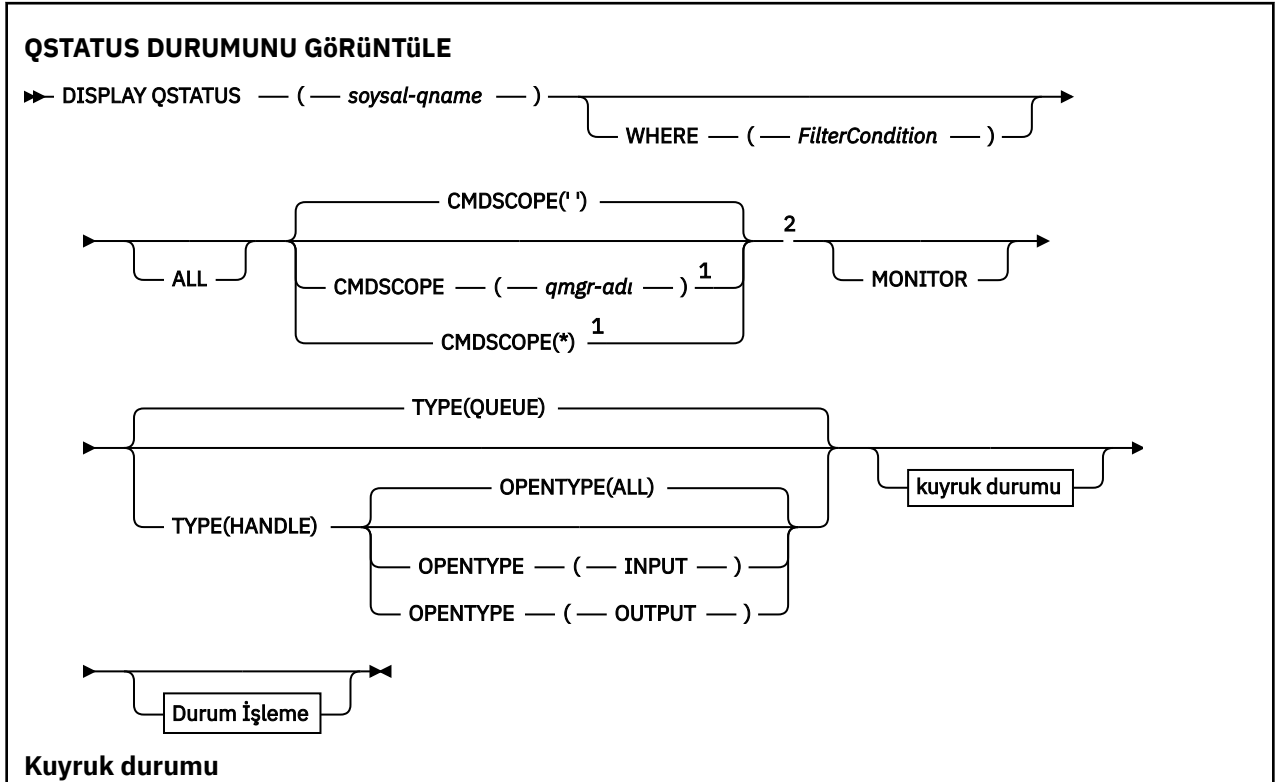 QSTATUS DURUMUNU GöRüNTüLE
DISPLAY QSTATUS ( soysal-qname )
WHERE ( FilterCondition )
CMDSCOPE(' ')
2
ALL
CMDSCOPE ( qmgr-adı ) 1
MONITOR
CMDSCOPE(*) 1
TYPE(QUEUE)
kuyruk durumu
OPENTYPE(ALL)
TYPE(HANDLE)
OPENTYPE ( INPUT )
OPENTYPE ( OUTPUT )
Durum İşleme
Kuyruk durumu